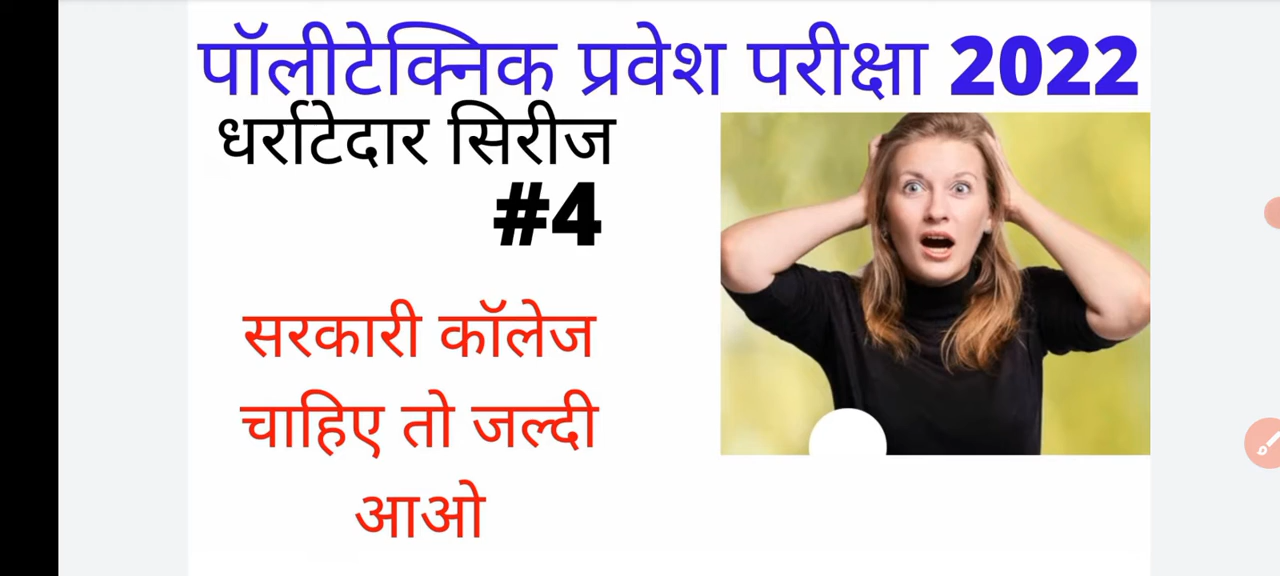 पॉलीटेक्निक प्रवेश परीक्षा 2022
धर्राटेदार सिरीज
#4
सरकारी कॉलेज
चाहिए तो जल्दी
आओ